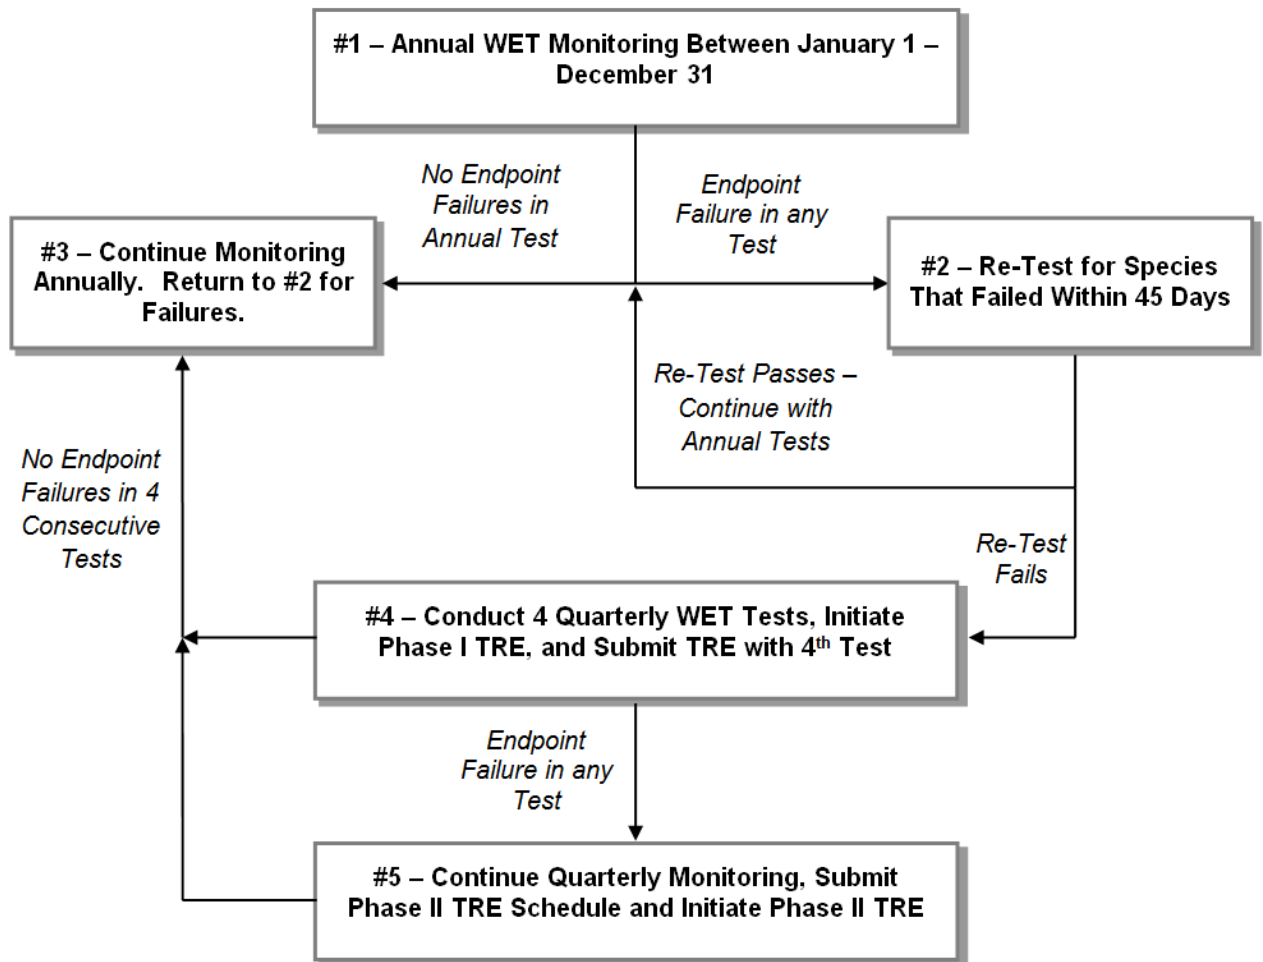 #1 – Annual WET Monitoring Between January 1 –
December 31
No Endpoint
Failures in
Annual Test
Endpoint
Failure in any
Test
#3 – Continue Monitoring
Annually.  Return to #2 for
Failures.
#2 – Re-Test for Species
That Failed Within 45 Days
Re-Test Passes –
Continue with
Annual Tests
No Endpoint
Failures in 4
Consecutive
Tests
Re-Test
Fails
#4 – Conduct 4 Quarterly WET Tests, Initiate
Phase I TRE, and Submit TRE with 4th Test
Endpoint
Failure in any
Test
#5 – Continue Quarterly Monitoring, Submit
Phase II TRE Schedule and Initiate Phase II TRE